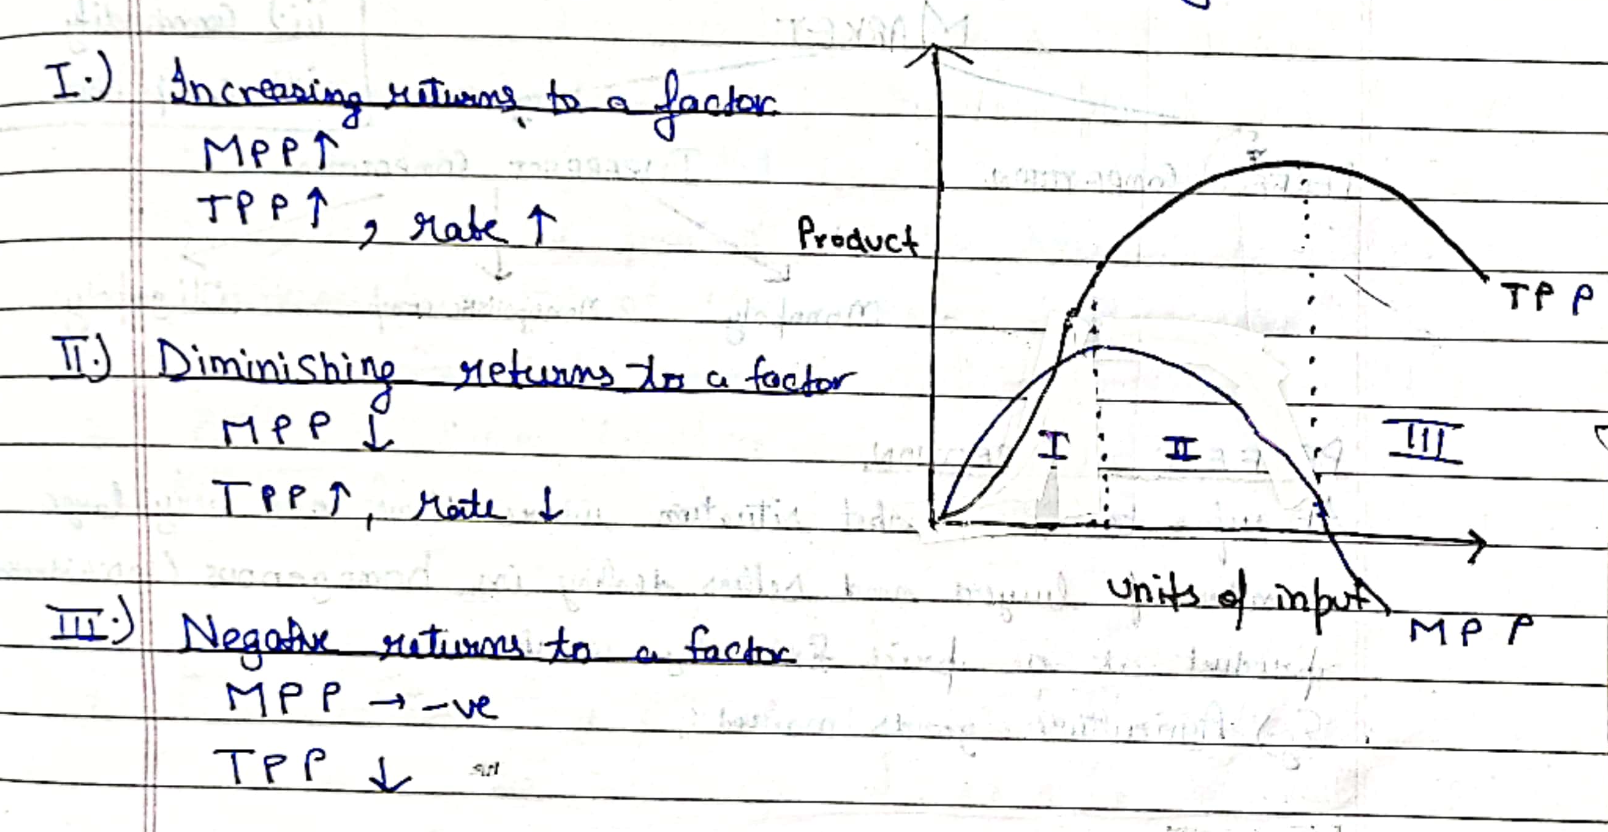 I.) Increasing returns to a factor
MPP ↑
TPP ↑, rate ↑
II.) Diminishing returns to a factor
MPP ↓
TPP ↑, rate ↓
III.) Negative returns to a factor
MPP → -ve
TPP ↓
Product
TPP
I
II
III
units of input
MPP